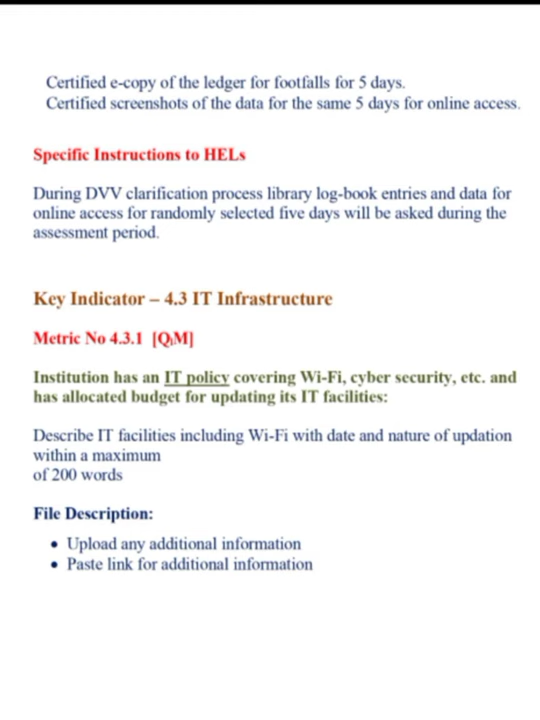 Certified e-copy of the ledger for footfalls for 5 days.
Certified screenshots of the data for the same 5 days for online access.
Specific Instructions to HELs
During DVV clarification process library log-book entries and data for
online access for randomly selected five days will be asked during the
assessment period.
Key Indicator – 4.3 IT Infrastructure
Metric No 4.3.1 [QlM]
Institution has an IT policy covering Wi-Fi, cyber security, etc. and
has allocated budget for updating its IT facilities:
Describe IT facilities including Wi-Fi with date and nature of updation
within a maximum
of 200 words
File Description:
• Upload any additional information
• Paste link for additional information